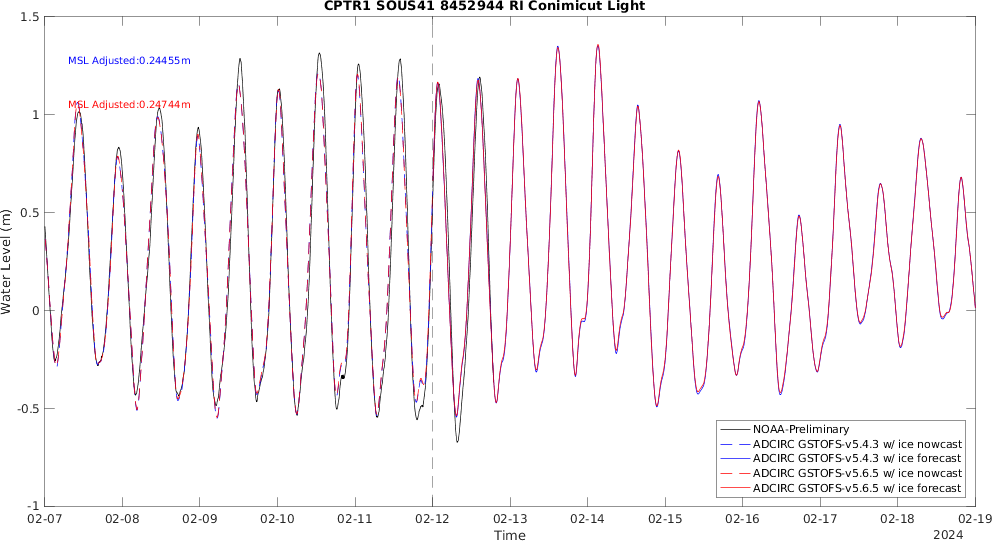 CPTR1 SOUS41 8452944 RI Conimicut Light
1.5
MSL Adjusted:0.24455m
MSL Adjusted:0.24744m
1
0.5
Water Level (m)
0
-0.5
NOAA-Preliminary
ADCIRC GSTOFS-v5.4.3 w/ ice nowcast
ADCIRC GSTOFS-v5.4.3 w/ ice forecast
ADCIRC GSTOFS-v5.6.5 w/ ice nowcast
ADCIRC GSTOFS-v5.6.5 w/ ice forecast
-1
02-07 02-08 02-09 02-10 02-11 02-12 02-13 02-14 02-15 02-16 02-17 02-18 02-19
Time
2024